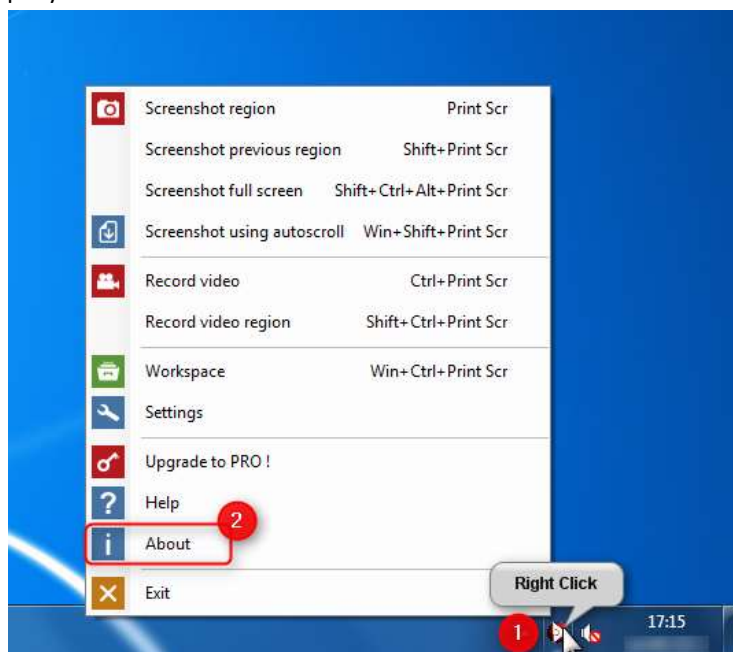 Screenshot region Print Scr
Screenshot previous region Shift+Print Scr
Screenshot full screen Shift+Ctrl+Alt+Print Scr
Screenshot using autoscroll Win+Shift+Print Scr
Record video Ctrl+Print Scr
Record video region Shift+Ctrl+Print Scr
Workspace Win+Ctrl+Print Scr
Settings
Upgrade to PRO !
? Help
2
i About
Exit
Right Click
1
17:15